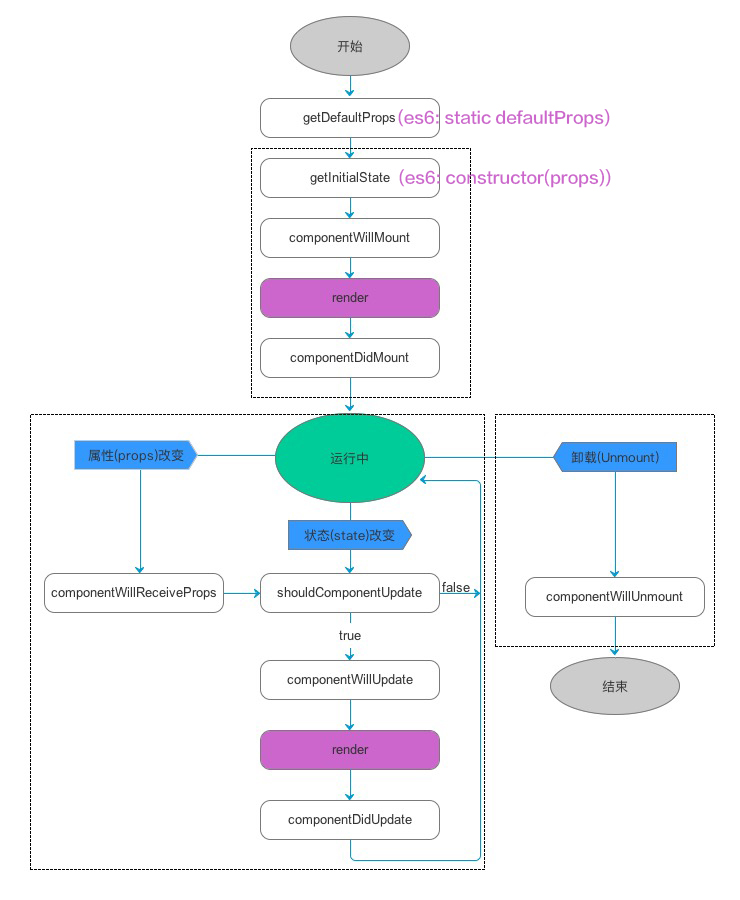 开始
getDefaultProps(es6: static defaultProps)
getInitialState (es6: constructor(props))
componentWillMount
render
componentDidMount
属性(props)改变
运行中
卸载(Unmount)
状态(state)改变
componentWillReceiveProps
shouldComponentUpdate
false
componentWillUnmount
true
componentWillUpdate
结束
render
componentDidUpdate